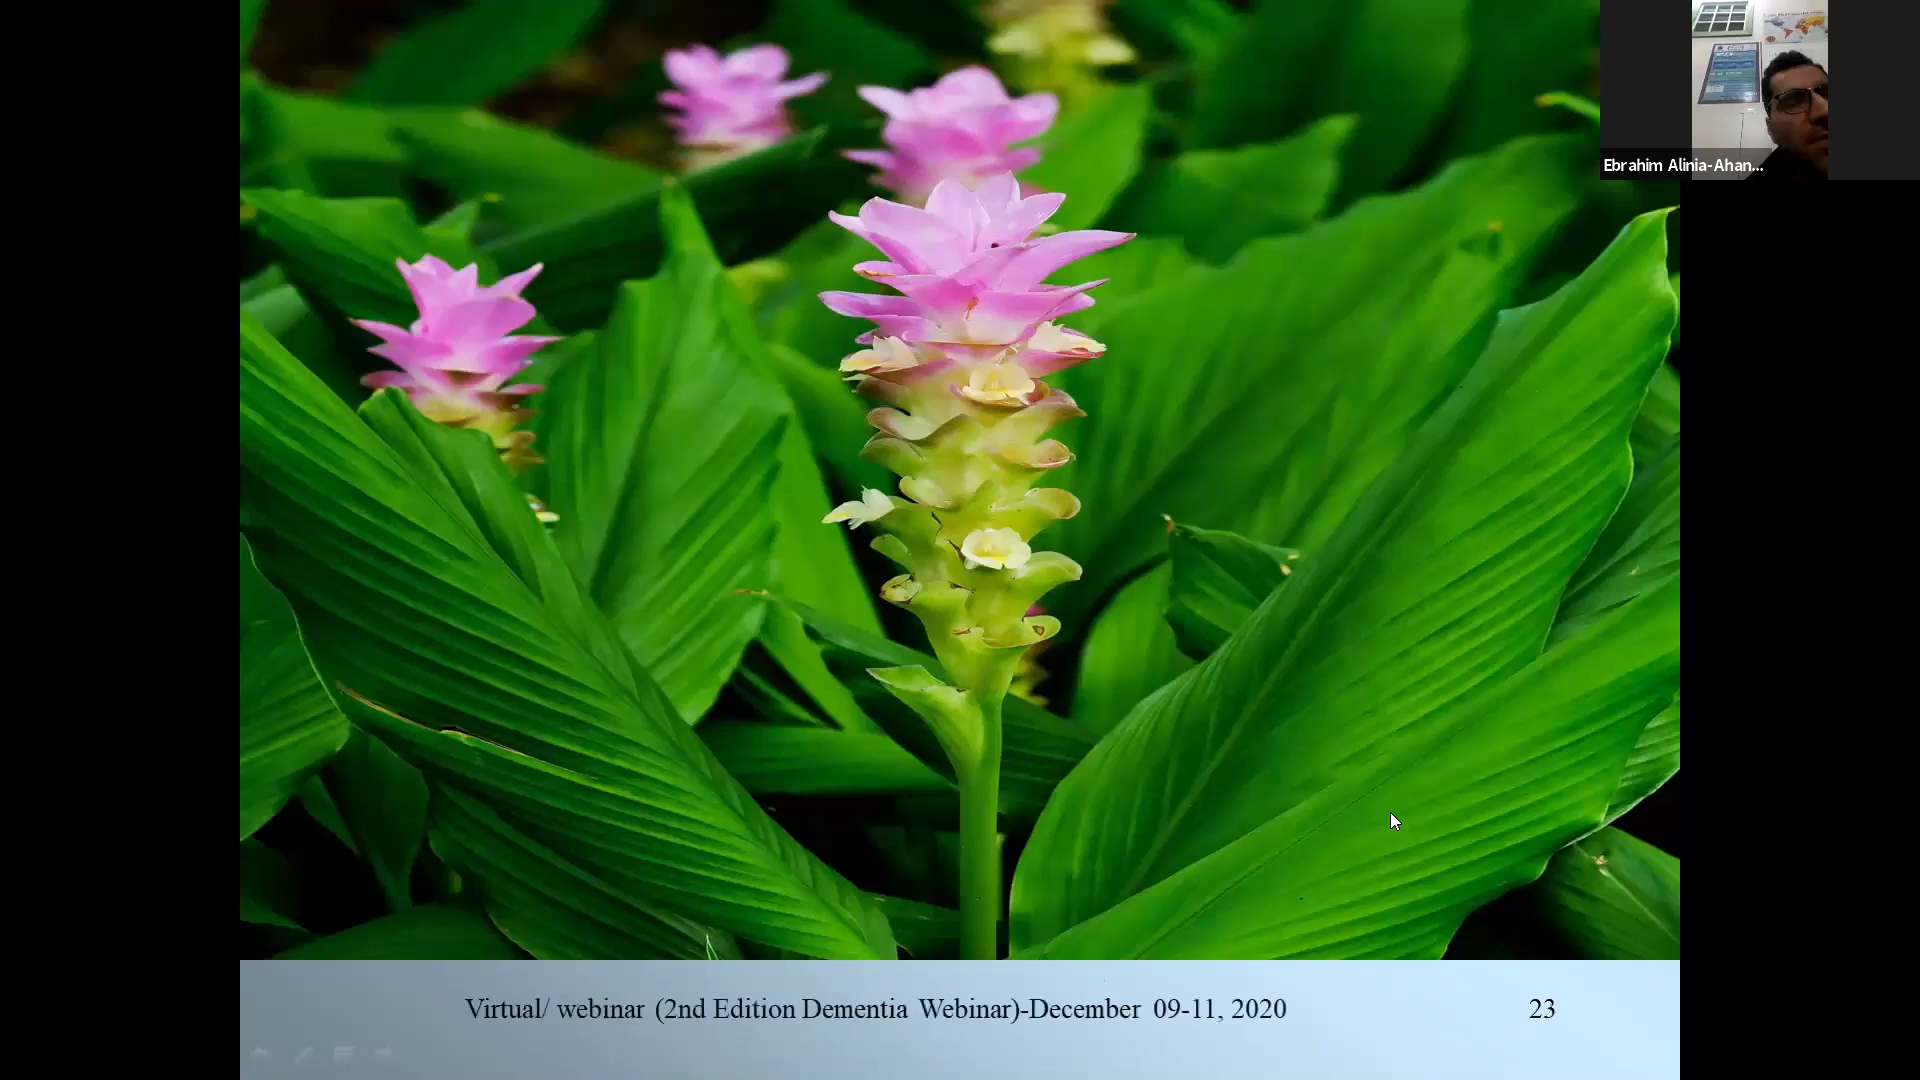 Ebrahim Alinia-Ahan...
Virtual/ webinar (2nd Edition Dementia Webinar)-December 09-11, 2020
23